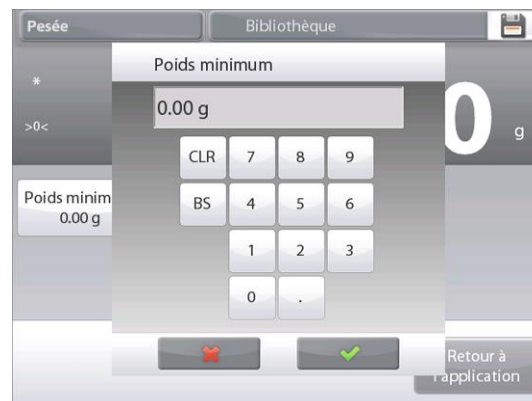 Pesée
Bibliothèque
Poids minimum
*
>0<
0.00 g
0
g
CLR 7 8 9
Poids minim
0.00 g
BS 4 5 6
1 2 3
0 .
Retour à
l'application